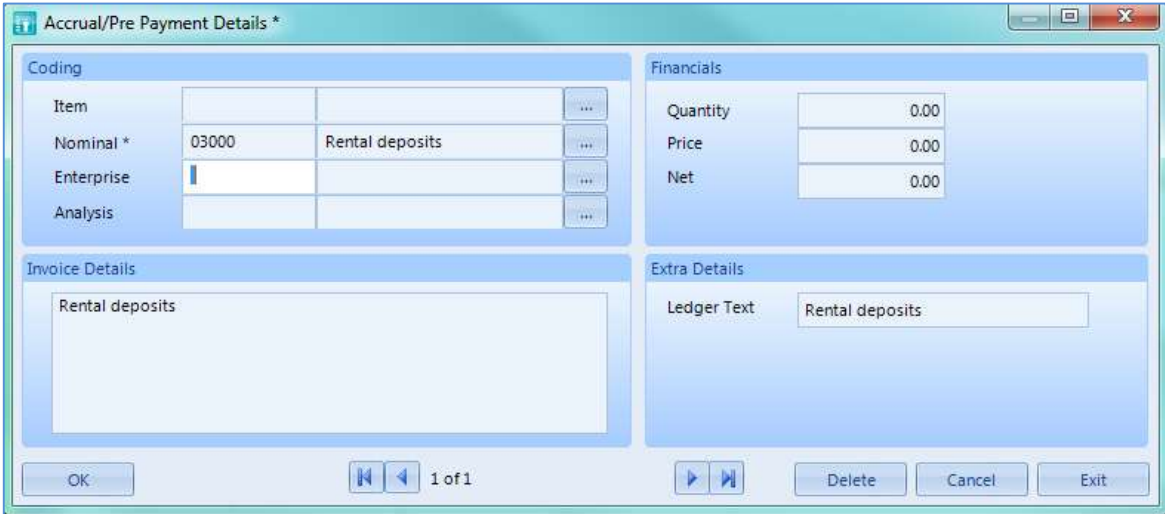 Accrual/Pre Payment Details *
Coding
Item ...
Nominal * 03000 Rental deposits ...
Enterprise ...
Analysis ...
Financials
Quantity 0.00
Price 0.00
Net 0.00
Invoice Details
Rental deposits
Extra Details
Ledger Text Rental deposits
OK 1 of 1 Delete Cancel Exit